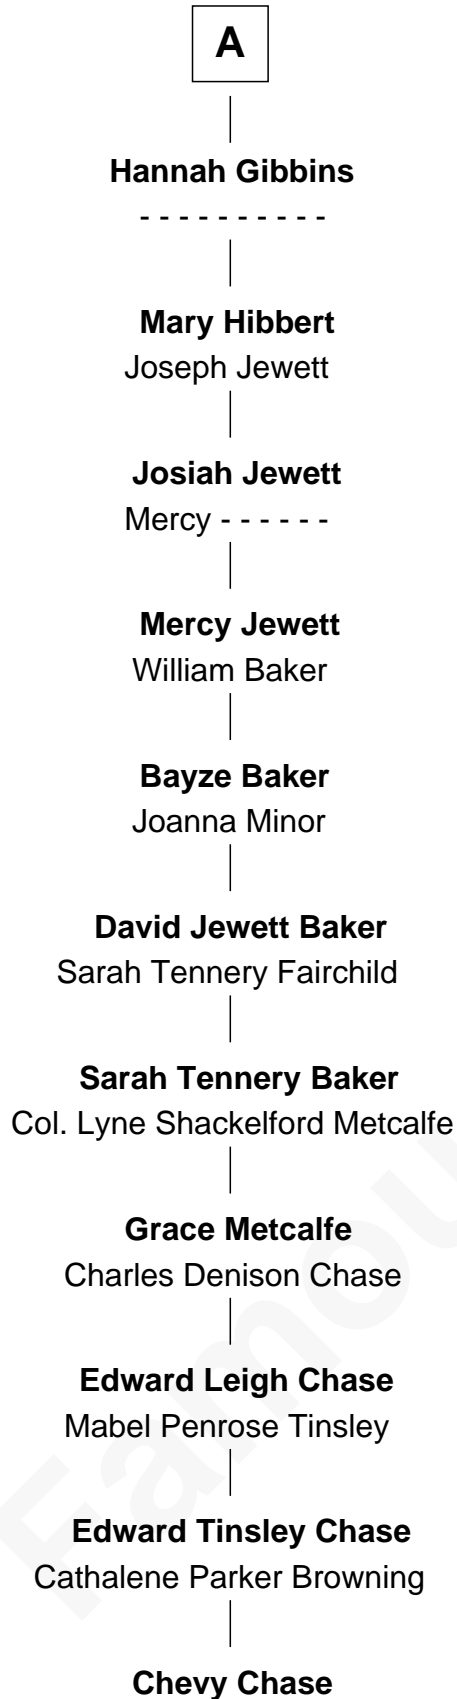 A
Hannah Gibbins
- - - - - - - - - -
Mary Hibbert
Joseph Jewett
Josiah Jewett
Mercy - - - - - -
Mercy Jewett
William Baker
Bayze Baker
Joanna Minor
David Jewett Baker
Sarah Tennery Fairchild
Sarah Tennery Baker
Col. Lyne Shackelford Metcalfe
Grace Metcalfe
Charles Denison Chase
Edward Leigh Chase
Mabel Penrose Tinsley
Edward Tinsley Chase
Cathalene Parker Browning
Chevy Chase
Famou